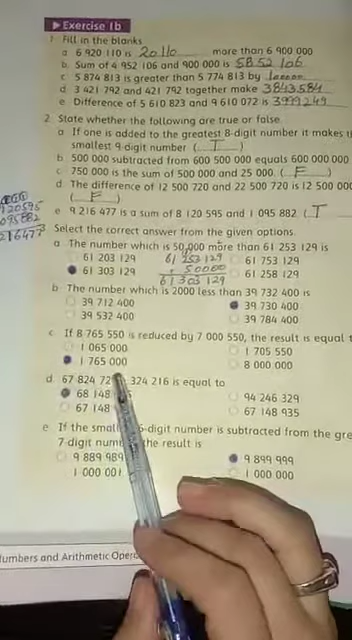 Exercise 1b
1 Fill in the blanks
a 6 920 110 is 20110 more than 6 900 000
b Sum of 4 952 106 and 900 000 is 5852 106
c 5 874 813 is greater than 5 774 813 by 100000
d 3 421 792 and 421 792 together make 3843584
e Difference of 5 610 823 and 9 610 072 is 3999249
2. State whether the following are true or false.
a If one is added to the greatest 8-digit number it makes
smallest 9-digit number (T)
b 500 000 subtracted from 600 500 000 equals 600 000 000
c 750 000 is the sum of 500 000 and 25 000. (F)
d The difference of 12 500 720 and 22 500 720 is 12 500
(F)
e 9 216 477 is a sum of 8 120 595 and 1 095 882 (T
3 Select the correct answer from the given options.
a The number which is 50,000 more than 61 253 129 is
61 203 129 61 253 129 61 753 129
+ 50000
61 303 129 61 303 129 61 258 129
b The number which is 2000 less than 39 732 400 is
39 712 400 39 730 400
39 532 400 39 784 400
c If 8 765 550 is reduced by 7 000 550, the result is equal
1 065 000 1 705 550
1 765 000 8 000 000
d 67 824 324 216 is equal to
68 148 94 246 329
67 148 67 148 935
e If the 6-digit number is subtracted from the
7-digit the result is
9 889 989 9 899 999
1 000 001 1 000 000
umbers and Arithmetic